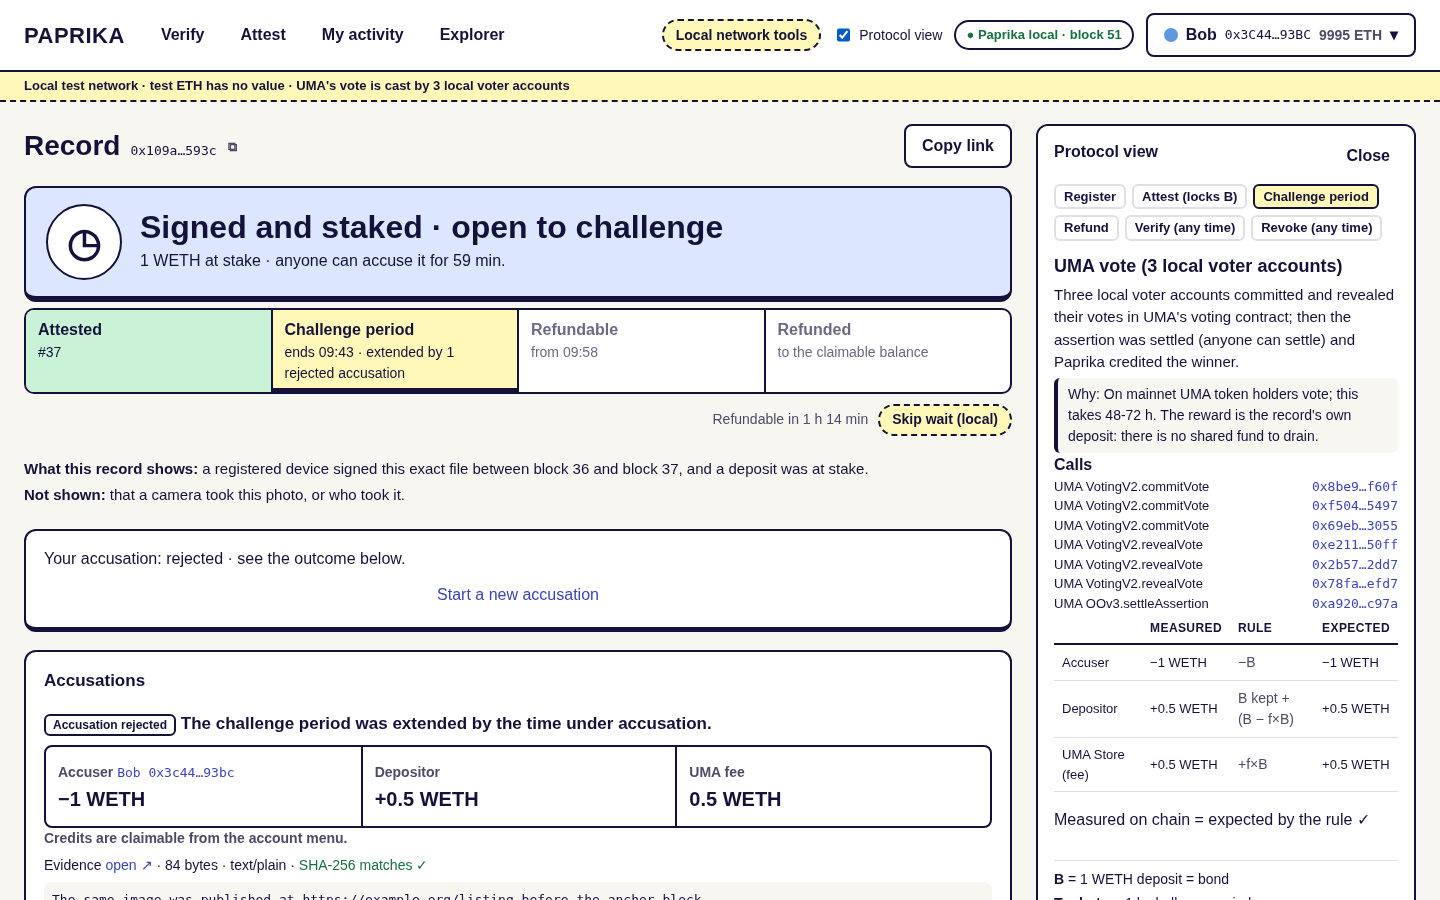 PAPRIKA Verify Attest My activity Explorer Local network tools Protocol view ● Paprika local · block 51 Bob 0x3C44…93BC 9995 ETH ▼
Local test network · test ETH has no value · UMA's vote is cast by 3 local voter accounts
Record 0x109a…593c ⧉ Copy link
Signed and staked · open to challenge
1 WETH at stake · anyone can accuse it for 59 min.
Attested
#37
Challenge period
ends 09:43 · extended by 1
rejected accusation
Refundable
from 09:58
Refunded
to the claimable balance
Refundable in 1 h 14 min Skip wait (local)
What this record shows: a registered device signed this exact file between block 36 and block 37, and a deposit was at stake.
Not shown: that a camera took this photo, or who took it.
Your accusation: rejected · see the outcome below.
Start a new accusation
Accusations
Accusation rejected The challenge period was extended by the time under accusation.
Accuser Bob 0x3c44…93bc
−1 WETH
Depositor
+0.5 WETH
UMA fee
0.5 WETH
Credits are claimable from the account menu.
Evidence open ↗ · 84 bytes · text/plain · SHA-256 matches ✓
The same image was published at https://example.org/listing before the anchor block
Protocol view Close
Register Attest (locks B) Challenge period
Refund Verify (any time) Revoke (any time)
UMA vote (3 local voter accounts)
Three local voter accounts committed and revealed
their votes in UMA's voting contract; then the
assertion was settled (anyone can settle) and
Paprika credited the winner.
Why: On mainnet UMA token holders vote; this
takes 48-72 h. The reward is the record's own
deposit: there is no shared fund to drain.
Calls
UMA VotingV2.commitVote 0x8be9…f60f
UMA VotingV2.commitVote 0xf504…5497
UMA VotingV2.commitVote 0x69eb…3055
UMA VotingV2.revealVote 0xe211…50ff
UMA VotingV2.revealVote 0x2b57…2dd7
UMA VotingV2.revealVote 0x78fa…efd7
UMA OOv3.settleAssertion 0xa920…c97a
MEASURED RULE EXPECTED
Accuser −1 WETH −B −1 WETH
Depositor +0.5 WETH B kept + (B − f×B) +0.5 WETH
UMA Store (fee) +0.5 WETH +f×B +0.5 WETH
Measured on chain = expected by the rule ✓
B = 1 WETH deposit = bond